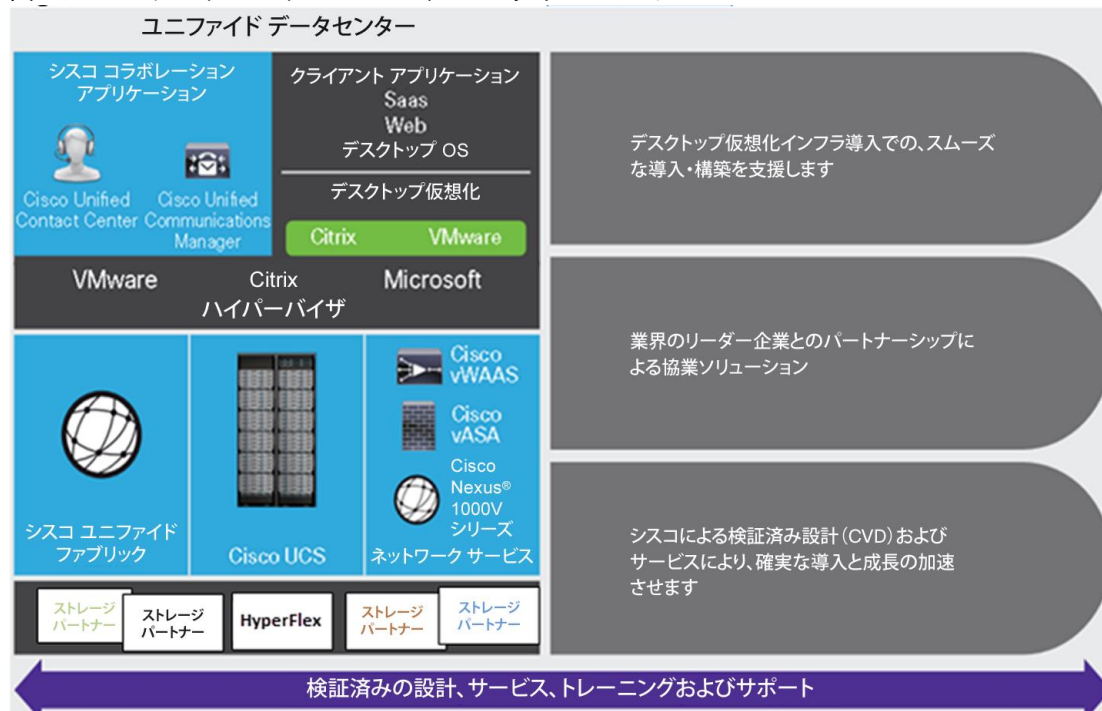 ユニファイド データセンター
シスコ コラボレーション
アプリケーション
Cisco Unified
Contact Center
Cisco Unified
Communications
Manager
クライアント アプリケーション
Saas
Web
デスクトップ OS
デスクトップ仮想化
Citrix
VMware
VMware
Citrix
Microsoft
ハイパーバイザ
シスコ ユニファイド
ファブリック
Cisco UCS
Cisco
vWAAS
Cisco
vASA
Cisco
Nexus®
1000V
シリーズ
ネットワーク サービス
ストレージ
パートナー
ストレージ
パートナー
HyperFlex
ストレージ
パートナー
ストレージ
パートナー
デスクトップ仮想化インフラ導入での、スムーズ
な導入・構築を支援します
業界のリーダー企業とのパートナーシップに
よる協業ソリューション
シスコによる検証済み設計（CVD）および
サービスにより、確実な導入と成長の加速
させます
検証済みの設計、サービス、トレーニングおよびサポート